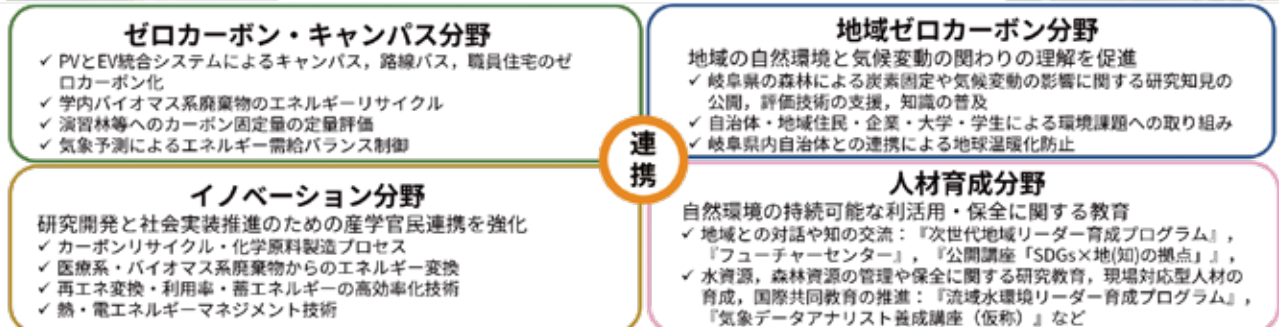 ゼロカーボン・キャンパス分野
✓ PVとEV統合システムによるキャンパス，路線バス，職員住宅のゼ
ロカーボン化
✓ 学内バイオマス系廃棄物のエネルギーリサイクル
✓ 演習林等へのカーボン固定量の定量評価
✓ 気象予測によるエネルギー需給バランス制御
地域ゼロカーボン分野
地域の自然環境と気候変動の関わりの理解を促進
✓ 岐阜県の森林による炭素固定や気候変動の影響に関する研究知見の
公開，評価技術の支援，知識の普及
✓ 自治体・地域住民・企業・大学・学生による環境課題への取り組み
✓ 岐阜県内自治体との連携による地球温暖化防止
連
携
イノベーション分野
研究開発と社会実装推進のための産学官民連携を強化
✓ カーボンリサイクル・化学原料製造プロセス
✓ 医療系・バイオマス系廃棄物からのエネルギー変換
✓ 再エネ変換・利用率・蓄エネルギーの高効率化技術
✓ 熱・電エネルギーマネジメント技術
人材育成分野
自然環境の持続可能な利活用・保全に関する教育
✓ 地域との対話や知の交流：『次世代地域リーダー育成プログラム』，
『フューチャーセンター』，『公開講座「SDGs×地(知)の拠点」』，
✓ 水資源，森林資源の管理や保全に関する研究教育，現場対応型人材の
育成，国際共同教育の推進：『流域水環境リーダー育成プログラム』，
『気象データアナリスト養成講座（仮称）』など